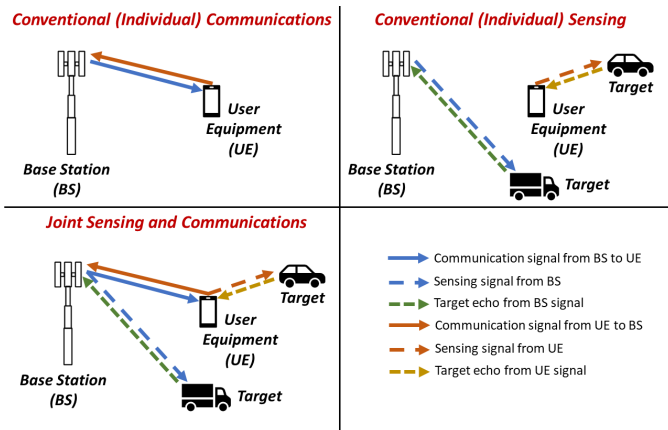 Conventional (Individual) Communications
User
Equipment
(UE)
Base Station
(BS)
Conventional (Individual) Sensing
Target
User
Equipment
(UE)
Base Station
(BS)
Target
Joint Sensing and Communications
Target
User
Equipment
(UE)
Base Station
(BS)
Target
Communication signal from BS to UE
Sensing signal from BS
Target echo from BS signal
Communication signal from UE to BS
Sensing signal from UE
Target echo from UE signal